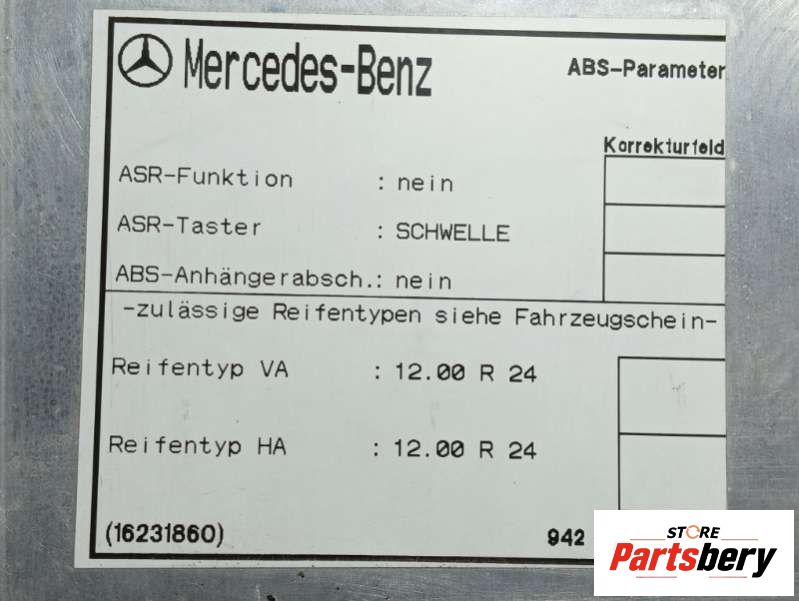 Mercedes-Benz
ABS-Parameter
Korrekturfeld
ASR-Funktion : nein
ASR-Taster : SCHWELLE
ABS-Anhängerabsch.: nein
-zulässige Reifentypen siehe Fahrzeugschein-
Reifentyp VA : 12.00 R 24
Reifentyp HA : 12.00 R 24
(16231860)
942
STORE
Partsbery